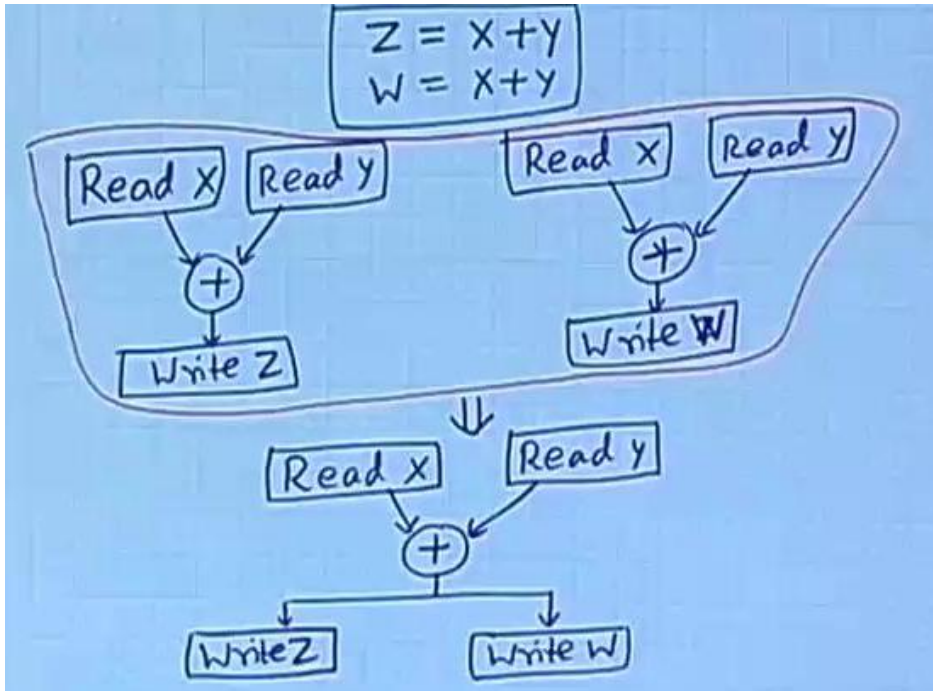 Z = X+Y
W = X+Y
Read X Read Y Read X Read Y
+ +
Write Z Write W
⇓
Read X Read Y
+
Write Z Write W